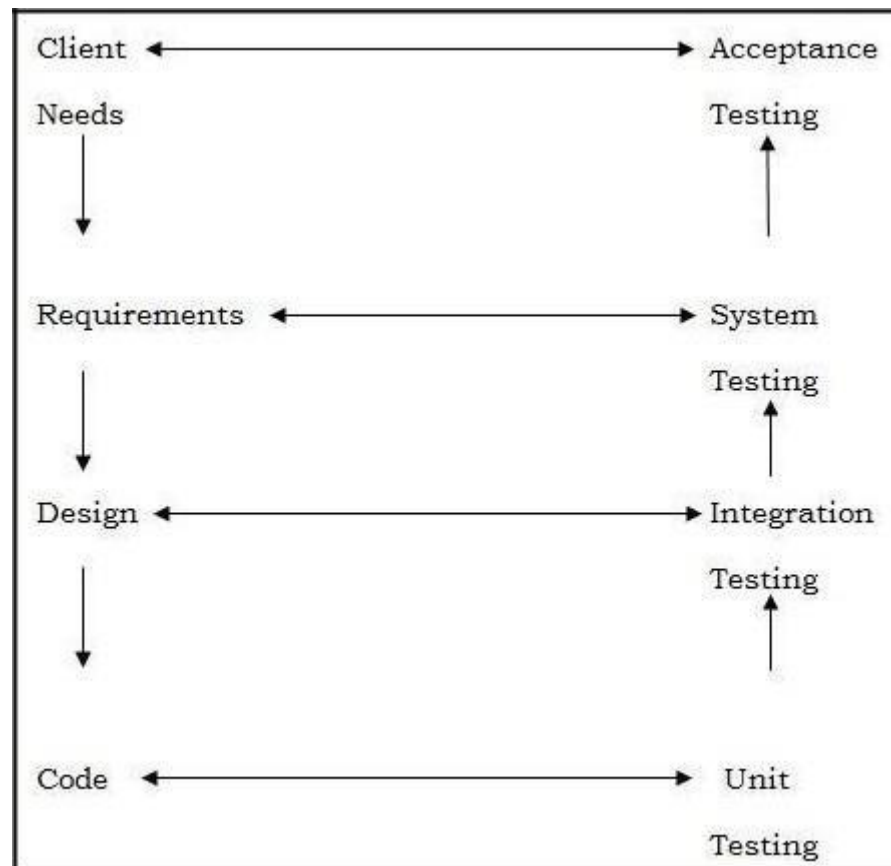 Client Acceptance
Needs Testing
Requirements System
Testing
Design Integration
Testing
Code Unit
Testing